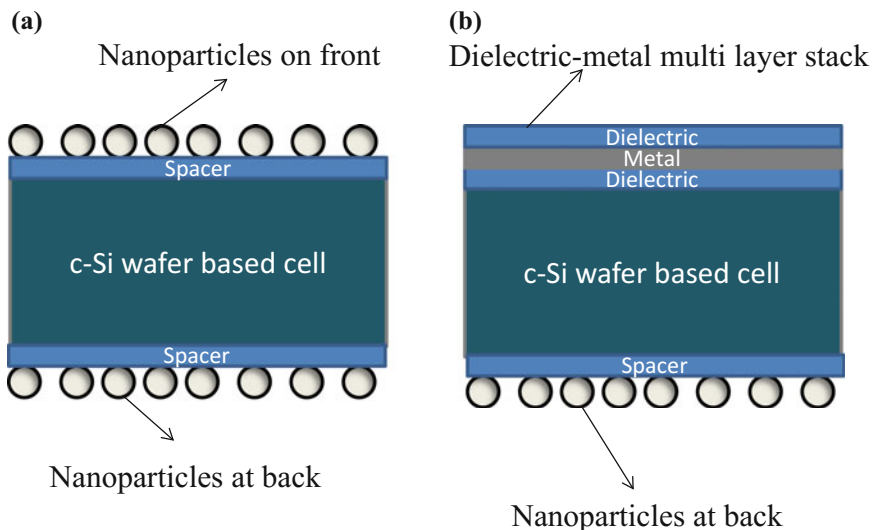 (a)
Nanoparticles on front
Spacer
c-Si wafer based cell
Spacer
Nanoparticles at back
(b)
Dielectric-metal multi layer stack
Dielectric
Metal
Dielectric
c-Si wafer based cell
Spacer
Nanoparticles at back